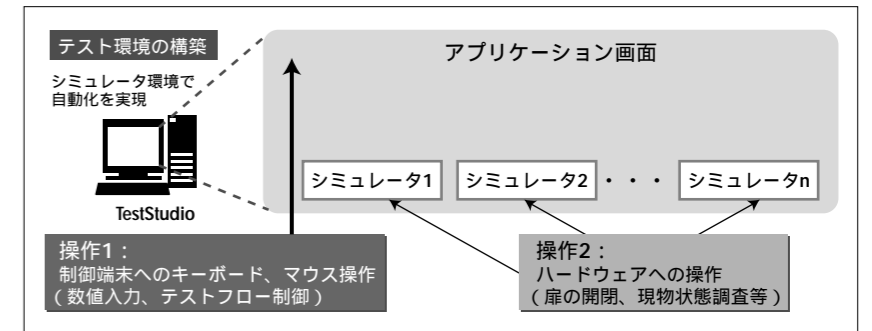 テスト環境の構築
シミュレータ環境で
自動化を実現
TestStudio
アプリケーション画面
シミュレータ1
シミュレータ2
・・・
シミュレータn
操作1：
制御端末へのキーボード、マウス操作
（数値入力、テストフロー制御）
操作2：
ハードウェアへの操作
（扉の開閉、現物状態調査等）